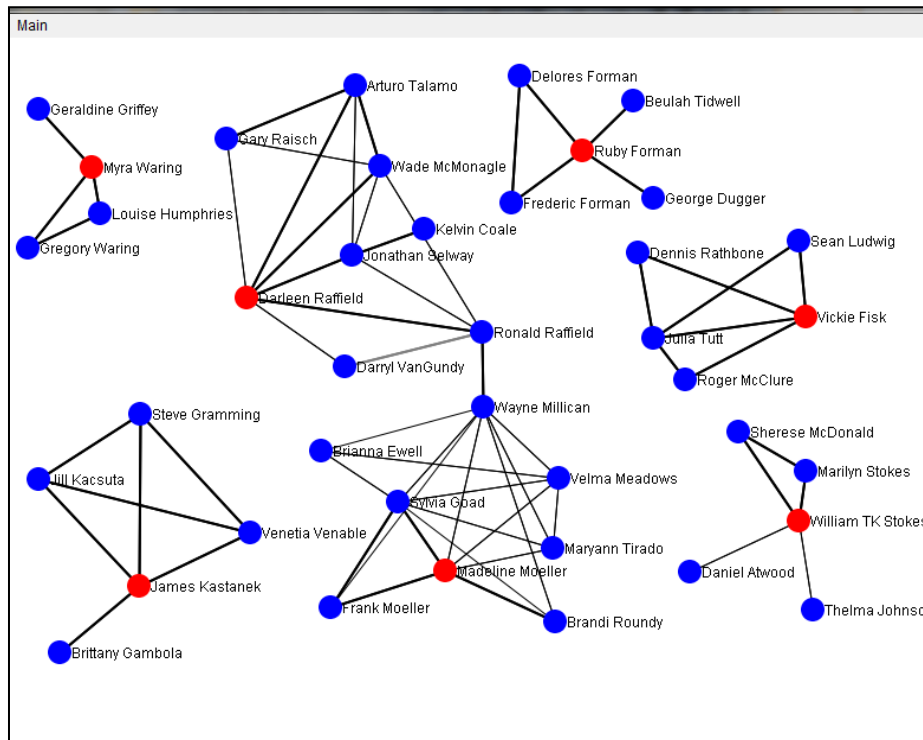 Main
Geraldine Griffey
Myra Waring
Louise Humphries
Gregory Waring
Arturo Talamo
Gary Raisch
Wade McMonagle
Kelvin Coale
Jonathan Selway
Darleen Raffield
Ronald Raffield
Darryl VanGundy
Delores Forman
Beulah Tidwell
Ruby Forman
Frederic Forman
George Dugger
Dennis Rathbone
Sean Ludwig
Vickie Fisk
Julia Tutt
Roger McClure
Steve Gramming
Jill Kacsuta
Venetia Venable
James Kastanek
Brittany Gambola
Wayne Millican
Brianna Ewell
Velma Meadows
Sylvia Goad
Maryann Tirado
Madeline Moeller
Frank Moeller
Brandi Roundy
Sherese McDonald
Marilyn Stokes
William TK Stokes
Daniel Atwood
Thelma Johnso